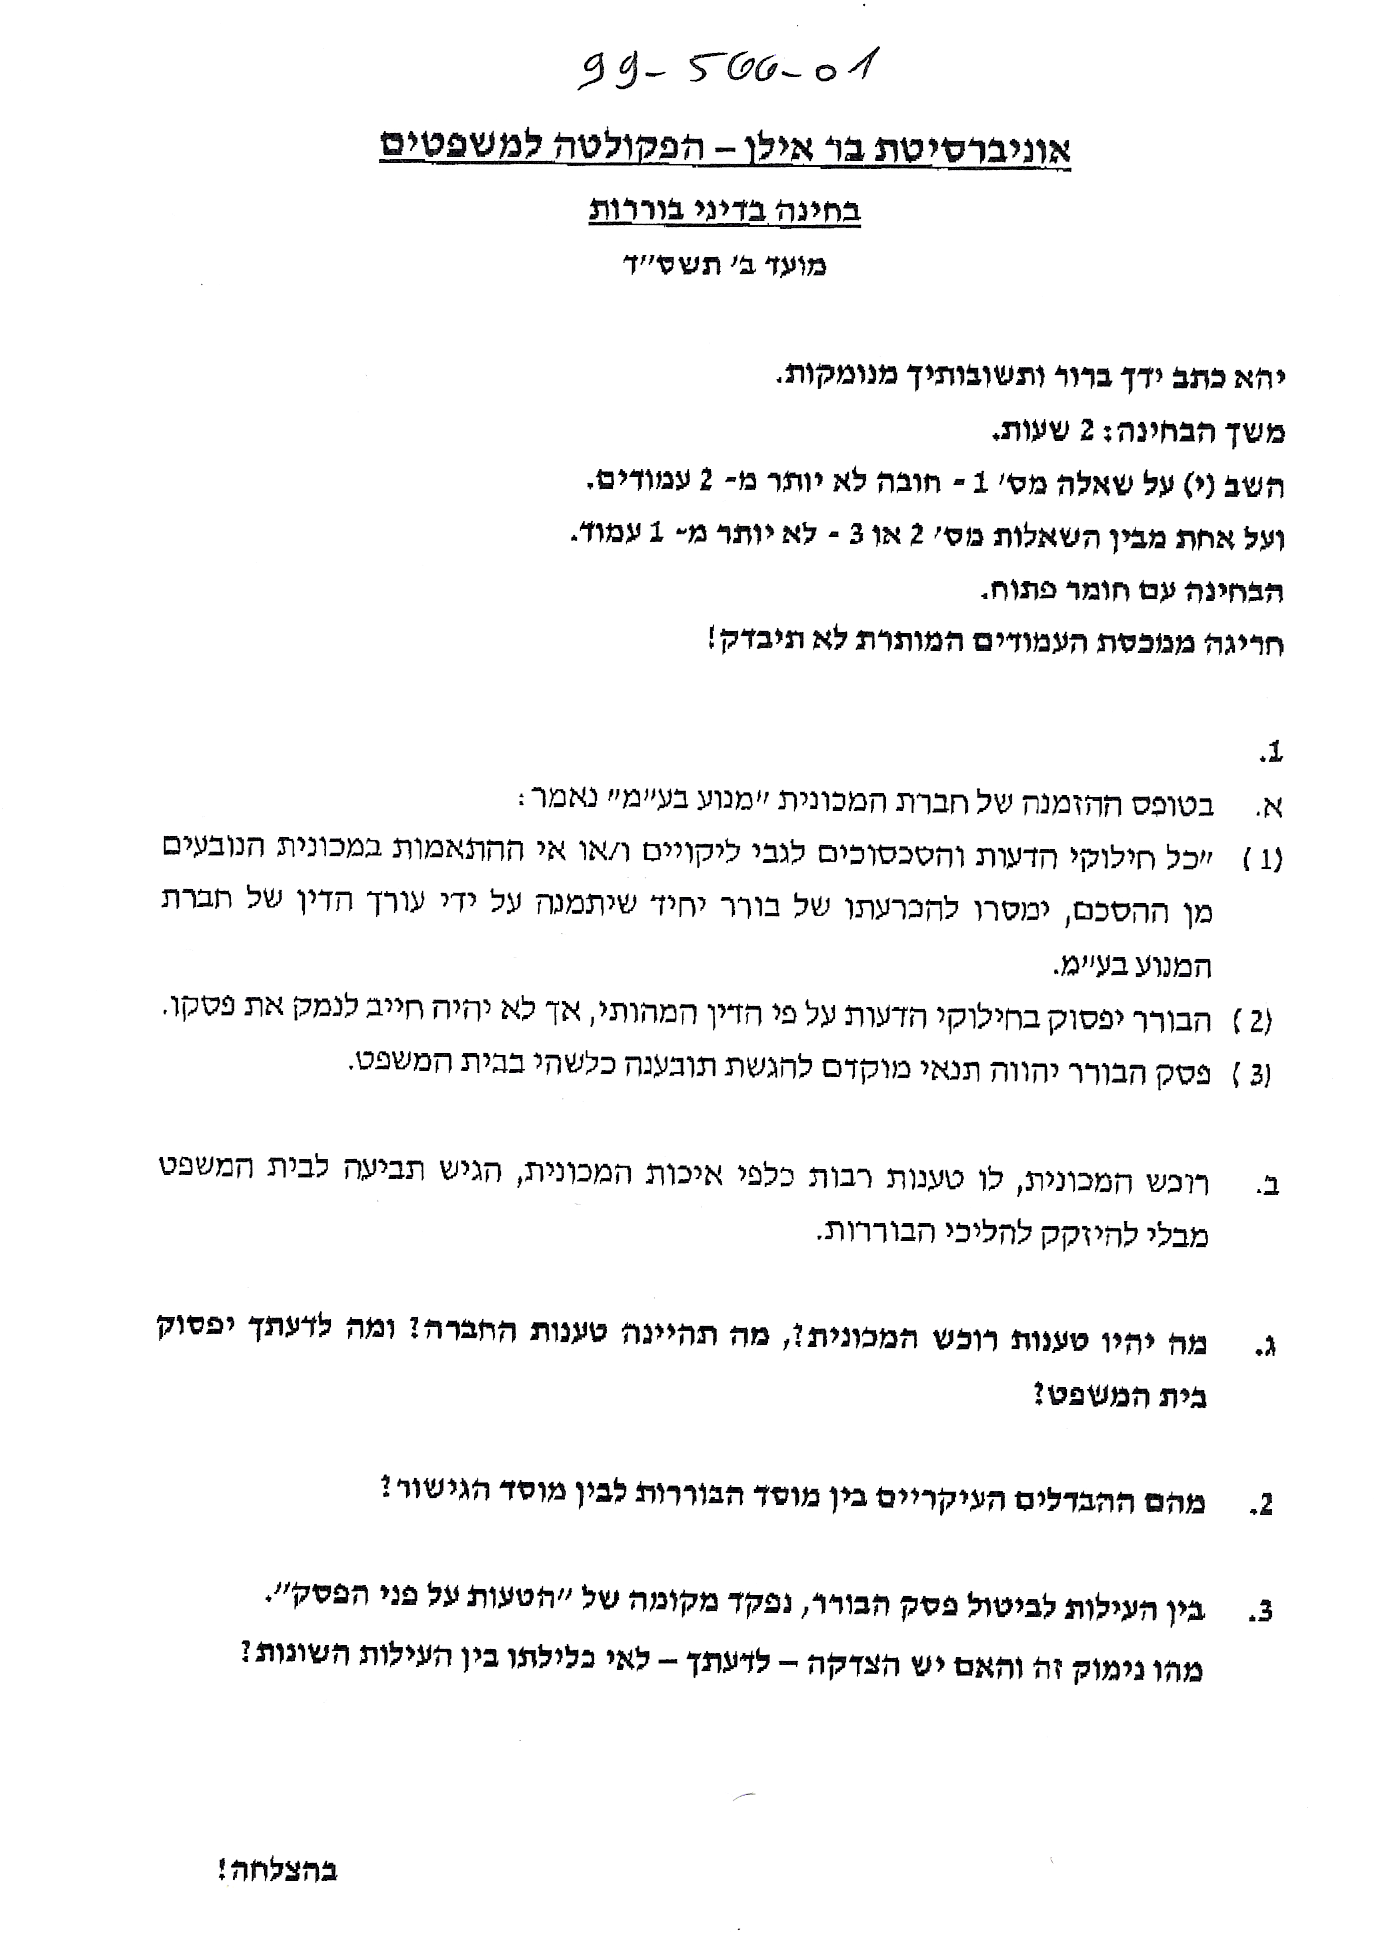 99-566-01
אוניברסיטת בר אילן – הפקולטה למשפטים
בחינה בדיני בוררות
מועד ב׳ תשס״ד
יהא כתב ידך ברור ותשובותיך מנומקות.
משך הבחינה: 2 שעות.
השב (י) על שאלה מס׳ 1 - חובה לא יותר מ- 2 עמודים.
ועל אחת מבין השאלות מס׳ 2 או 3 - לא יותר מ- 1 עמוד.
הבחינה עם חומר פתוח.
חריגה ממכסת העמודים המותרת לא תיבדק!
1.
א. בטופס ההזמנה של חברת המכונית ״מנוע בע״מ״ נאמר:
(1) ״כל חילוקי הדעות והסכסוכים לגבי ליקויים ו/או אי ההתאמות במכונית הנובעים
מן ההסכם, ימסרו להכרעתו של בורר יחיד שיתמנה על ידי עורך הדין של חברת
המנוע בע״מ.
(2) הבורר יפסוק בחילוקי הדעות על פי הדין המהותי, אך לא יהיה חייב לנמק את פסקו.
(3) פסק הבורר יהווה תנאי מוקדם להגשת תובענה כלשהי בבית המשפט.
ב. רוכש המכונית, לו טענות רבות כלפי איכות המכונית, הגיש תביעה לבית המשפט
מבלי להיזקק להליכי הבוררות.
ג. מה יהיו טענות רוכש המכונית?, מה תהיינה טענות החברה? ומה לדעתך יפסוק
בית המשפט?
2. מהם ההבדלים העיקריים בין מוסד הבוררות לבין מוסד הגישור?
3. בין העילות לביטול פסק הבורר, נפקד מקומה של ״הטעות על פני הפסק״.
מהו נימוק זה והאם יש הצדקה – לדעתך – לאי כלילתו בין העילות השונות?
בהצלחה!